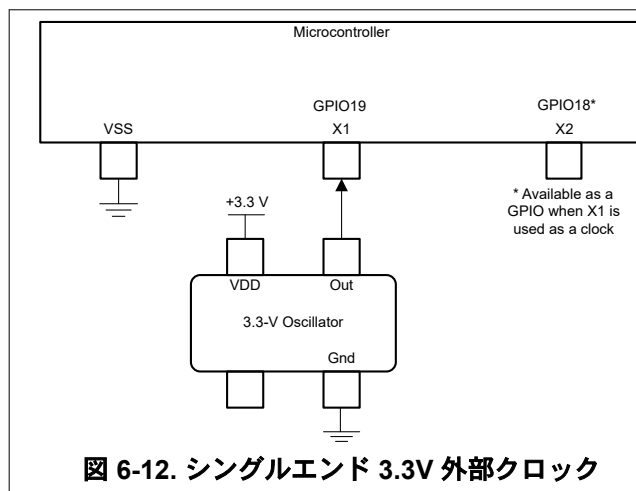 Microcontroller
GPIO19
GPIO18*
VSS
X1
X2
* Available as a
GPIO when X1 is
used as a clock
+3.3 V
VDD
Out
3.3-V Oscillator
Gnd
図 6-12. シングルエンド 3.3V 外部クロック